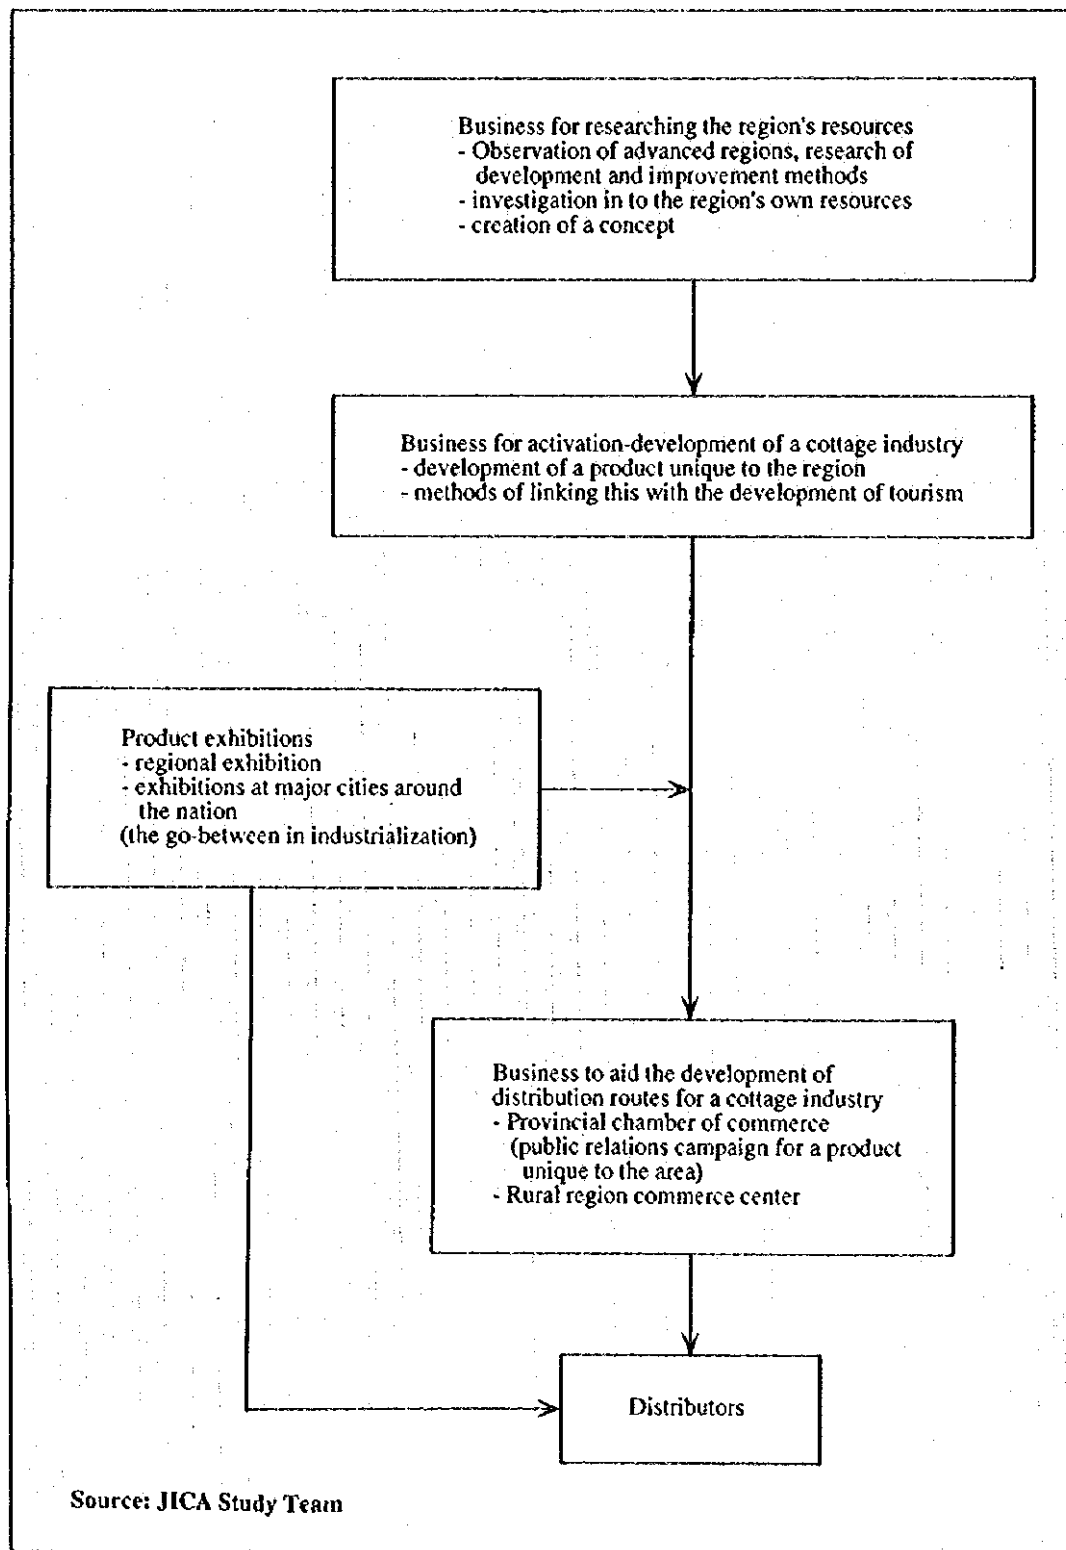 Business for researching the region's resources
- Observation of advanced regions, research of
development and improvement methods
- investigation in to the region's own resources
- creation of a concept
Business for activation-development of a cottage industry
- development of a product unique to the region
- methods of linking this with the development of tourism
Product exhibitions
- regional exhibition
- exhibitions at major cities around
the nation
(the go-between in industrialization)
Business to aid the development of
distribution routes for a cottage industry
- Provincial chamber of commerce
(public relations campaign for a product
unique to the area)
- Rural region commerce center
Distributors
Source: JICA Study Team